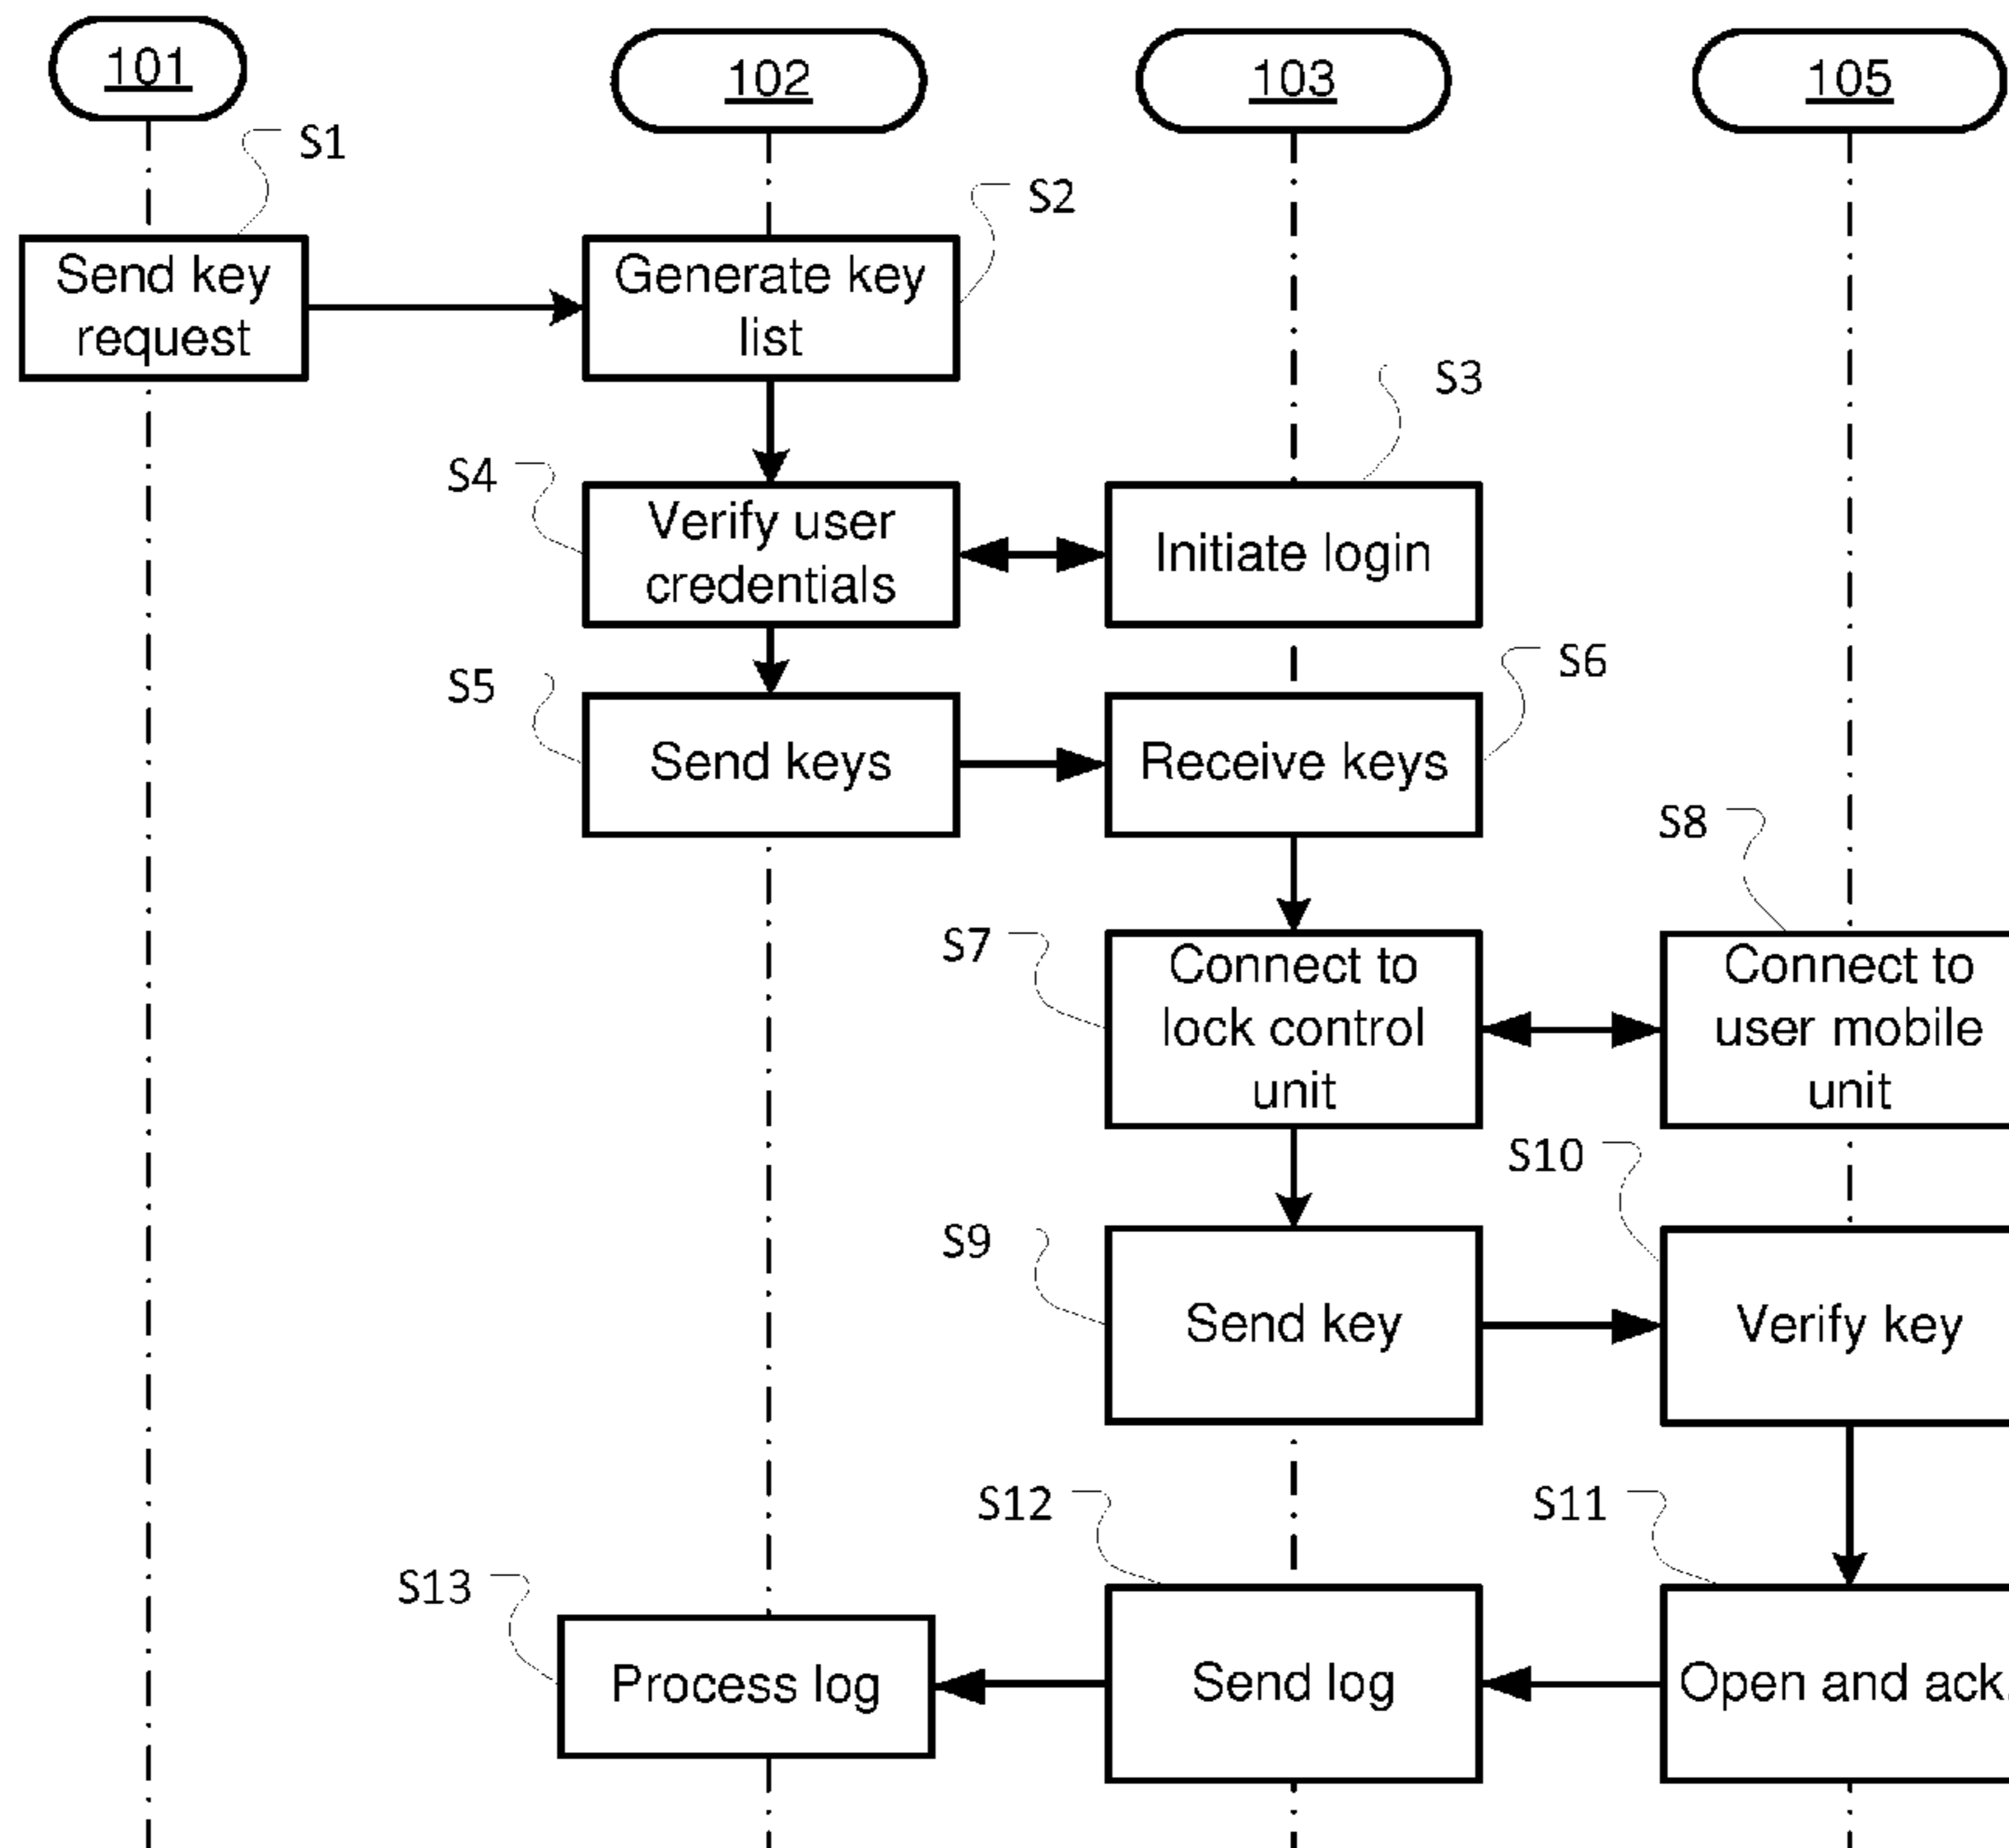 101
102
103
105
S1
S2
Send key
request
Generate key
list
S3
S4
Verify user
credentials
Initiate login
S5
S6
Send keys
Receive keys
S8
S7
Connect to
lock control
unit
Connect to
user mobile
unit
S10
S9
Send key
Verify key
S12
S11
S13
Process log
Send log
Open and ack.